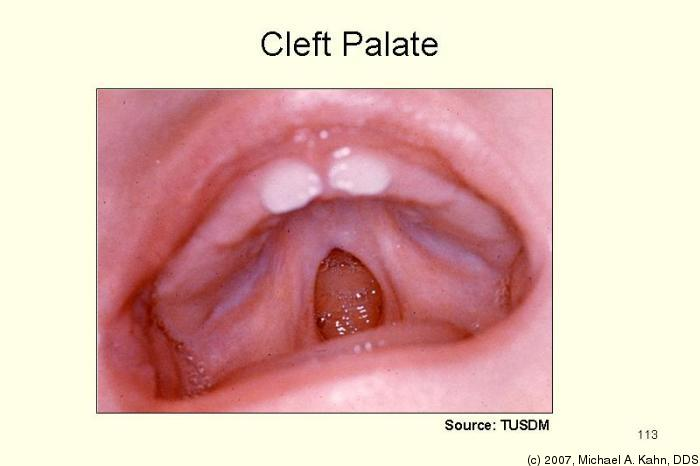 Cleft Palate
Source: TUSDM
113
(c) 2007, Michael A. Kahn, DDS